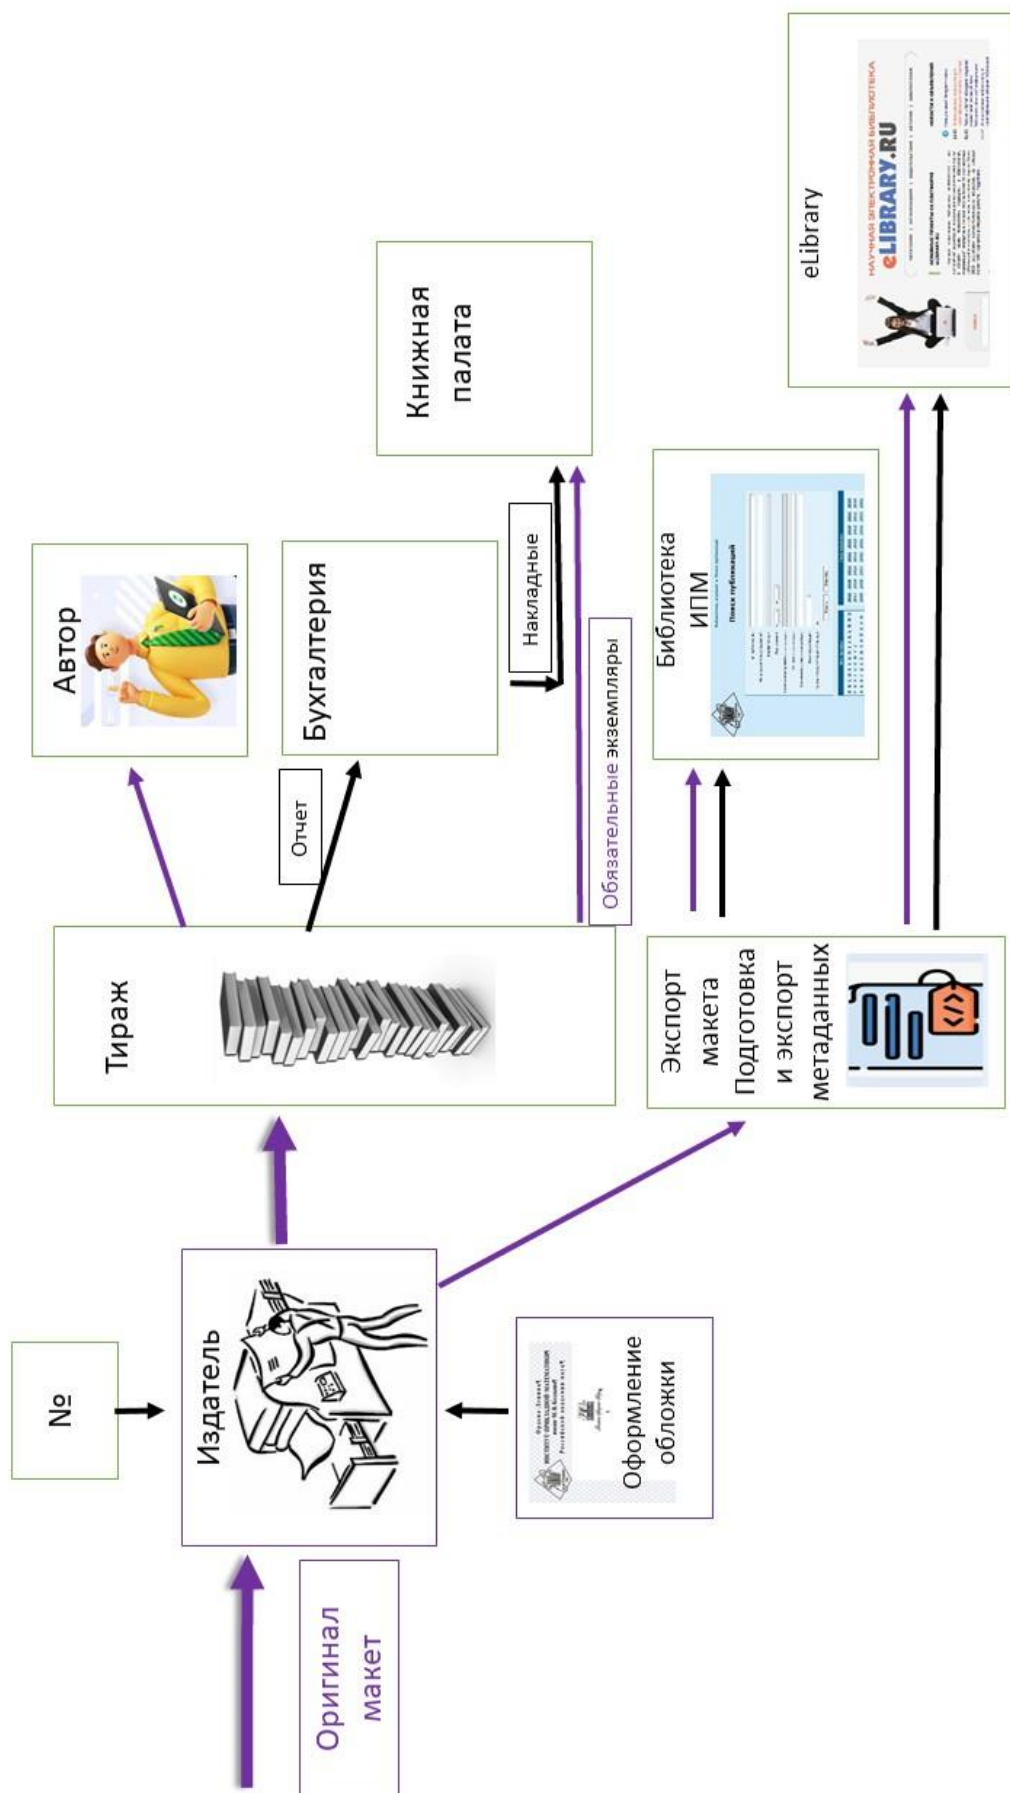 Оригинал
макет
№
Издатель
Оформление
обложки
Тираж
Экспорт
макета
Подготовка
и экспорт
метаданных
Автор
Отчет
Бухгалтерия
Накладные
Обязательные экземпляры
Книжная
палата
Библиотека
ИПМ
Поиск публикаций
eLibrary
НАУЧНАЯ ЭЛЕКТРОННАЯ БИБЛИОТЕКА
eLIBRARY.RU